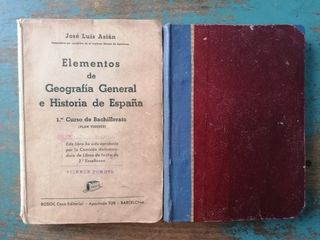 José Luis Asián
Elementos
de
Geografía General
e Historia de España
1.er Curso de Bachillerato
(PLAN VIGENTE)
Este libro ha sido aprobado
por la Comisión dictamina-
dora de Libros de texto de
2.ª Enseñanza
BOSCH, Casa Editorial - Apartado 928 - BARCELONA